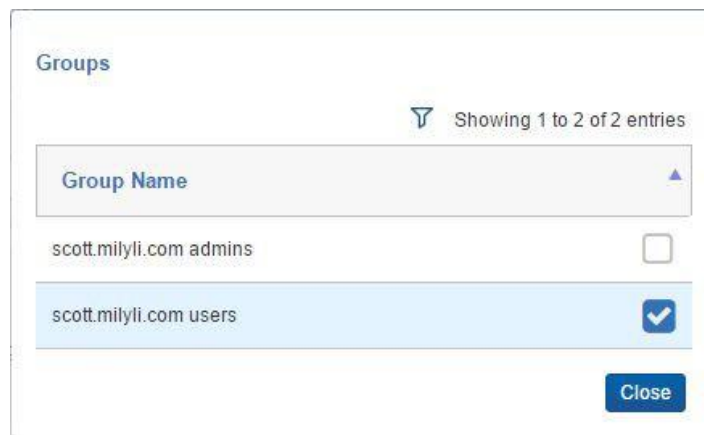 Groups
Showing 1 to 2 of 2 entries
Group Name
scott.milyli.com admins
scott.milyli.com users
Close